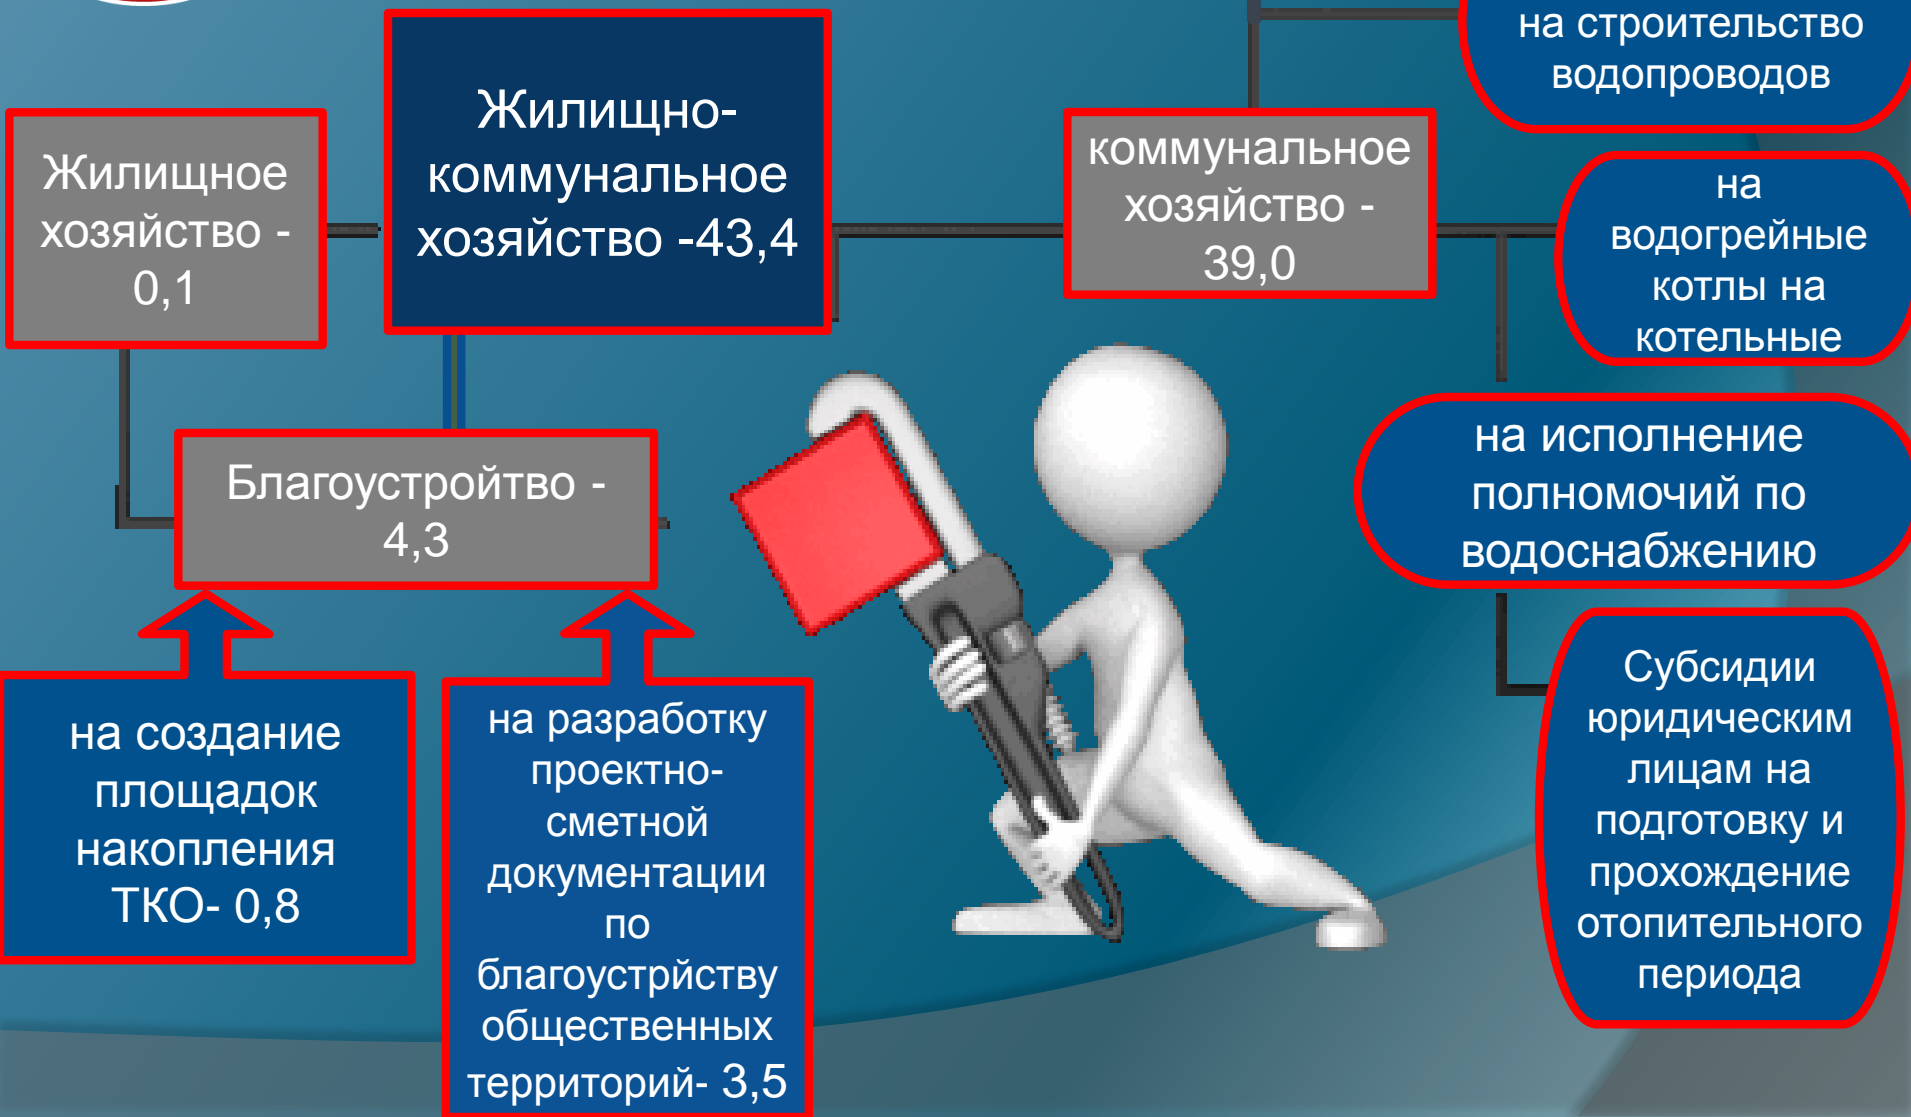 Жилищное
хозяйство -
0,1
Жилищно-
коммунальное
хозяйство -43,4
коммунальное
хозяйство -
39,0
на строительство
водопроводов
на
водогрейные
котлы на
котельные
на исполнение
полномочий по
водоснабжению
Субсидии
юридическим
лицам на
подготовку и
прохождение
отопительного
периода
Благоустройтво -
4,3
на создание
площадок
накопления
ТКО- 0,8
на разработку
проектно-
сметной
документации
по
благоустрйству
общественных
территорий- 3,5